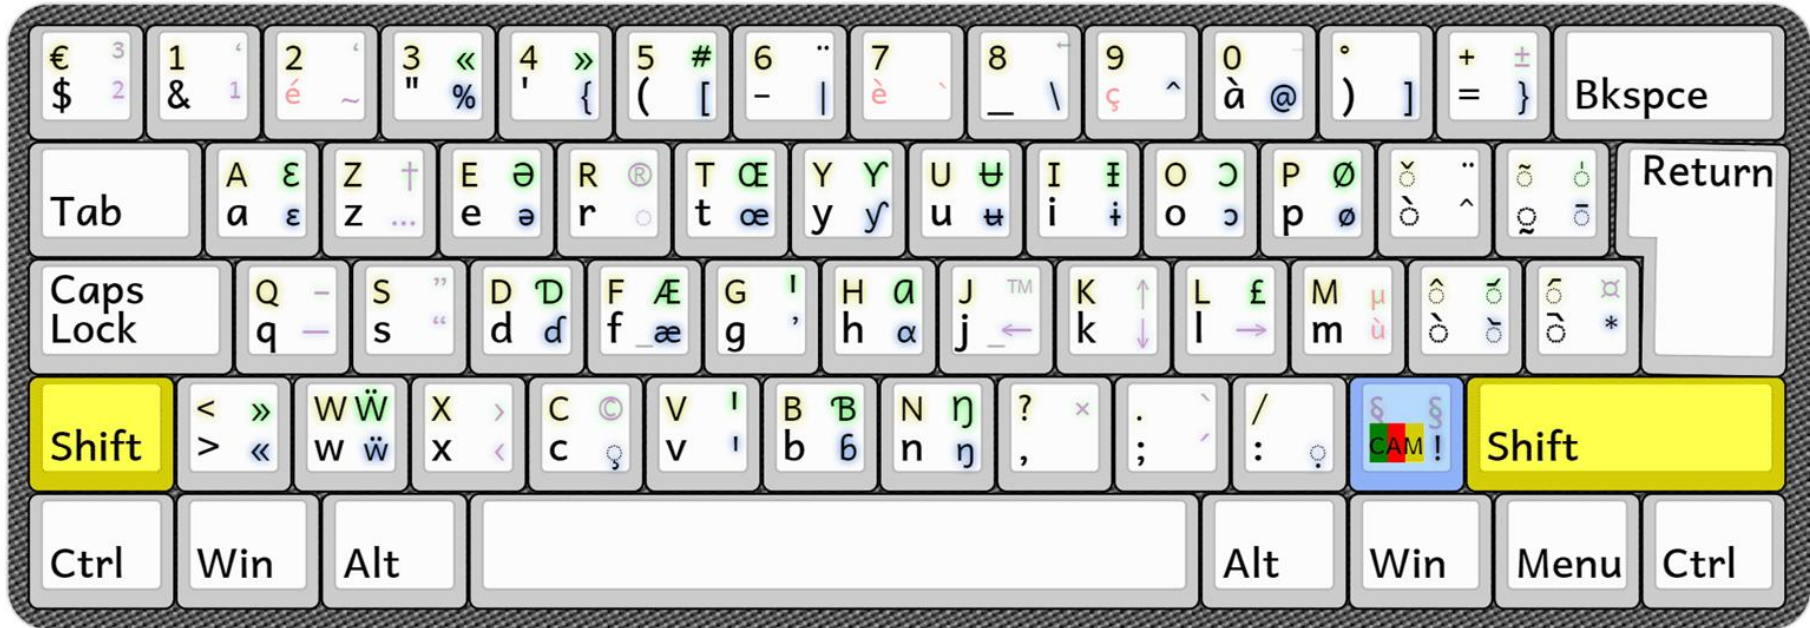 € 3 1 ‘ 2 ‘ 3 « 4 » 5 # 6 ¨ 7 8 ← 9 0 ° + ± Bkspce
$ 2 & 1 é ~ " % ' { ( [ – | è ` _ \ ç ^ à @ ) ] = }
Tab A Ɛ Z † E Ə R ® T Œ Y Ƴ U Ʉ I Ɨ O Ɔ P Ø ◌̌ ¨ ◌̃ ◌̍ Return
a ɛ z … e ə r ◌ t œ y ƴ u ʉ i ɨ o ɔ p ø ◌̀ ^ ◌̰ ◌̄
Caps Lock Q – S ” D Ɗ F Æ G ꞌ H Ɑ J ™ K ↑ L £ M µ ◌̂ ◌́ ¤
q — s “ d ɗ f _æ g ’ h ɑ j _← k ↓ l → m ù ◌̀ ◌̄ *
Shift < » W Ẅ X › C © V ꞌ B Ɓ N Ŋ ? × . ` / § § Shift
> « w ẅ x ‹ c ◌̧ v ꞌ b ɓ n ŋ , ; ´ : ◌̣ CAM !
Ctrl Win Alt Alt Win Menu Ctrl